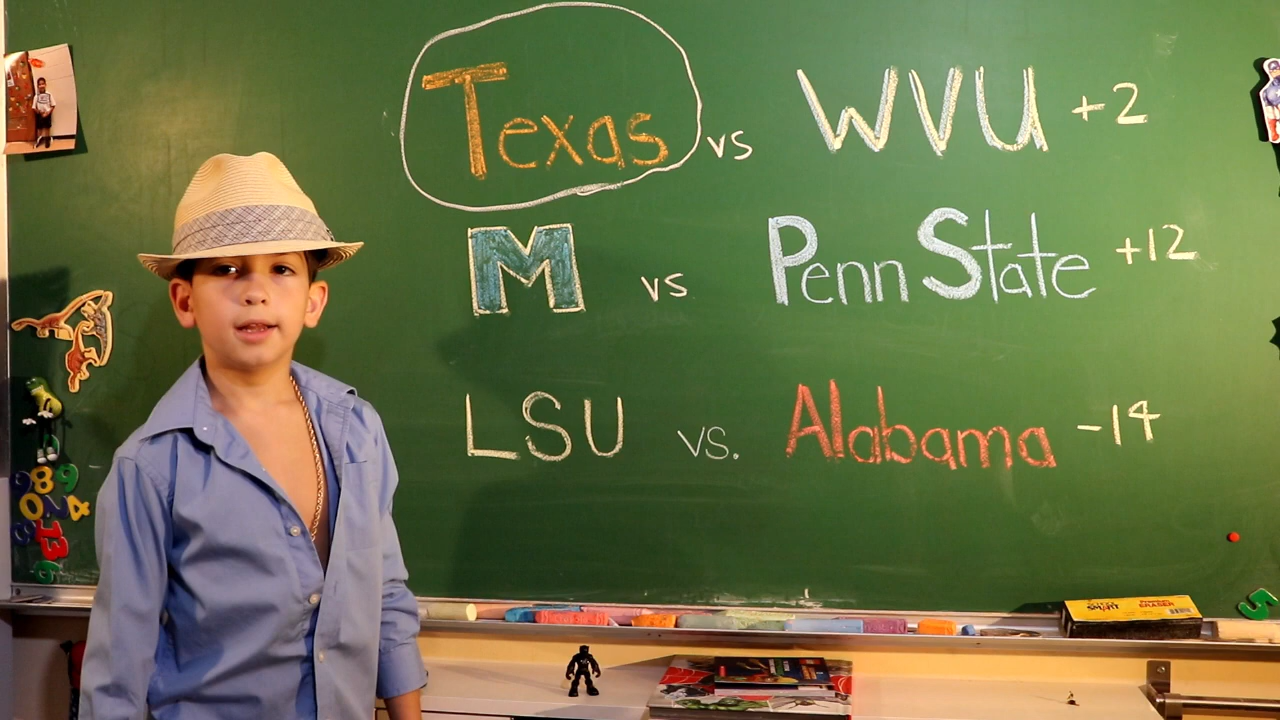 Texas vs WVU +2
M vs Penn State +12
LSU vs. Alabama -14